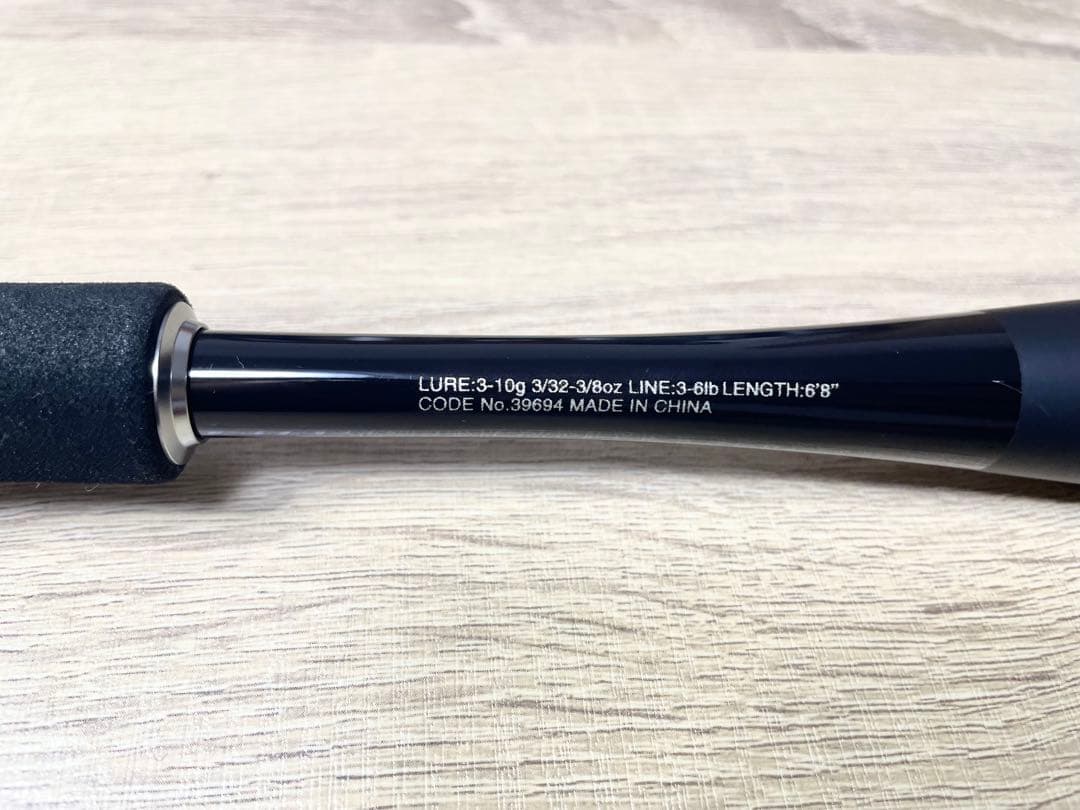 LURE:3-10g 3/32-3/8oz LINE:3-6lb LENGTH:6'8"
CODE No.39694 MADE IN CHINA